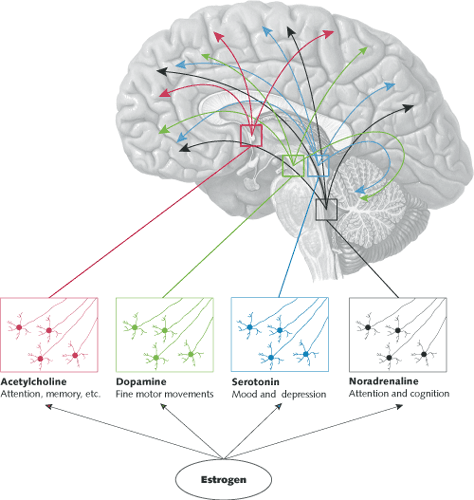 Acetylcholine
Attention, memory, etc.
Dopamine
Fine motor movements
Serotonin
Mood and depression
Noradrenaline
Attention and cognition
Estrogen